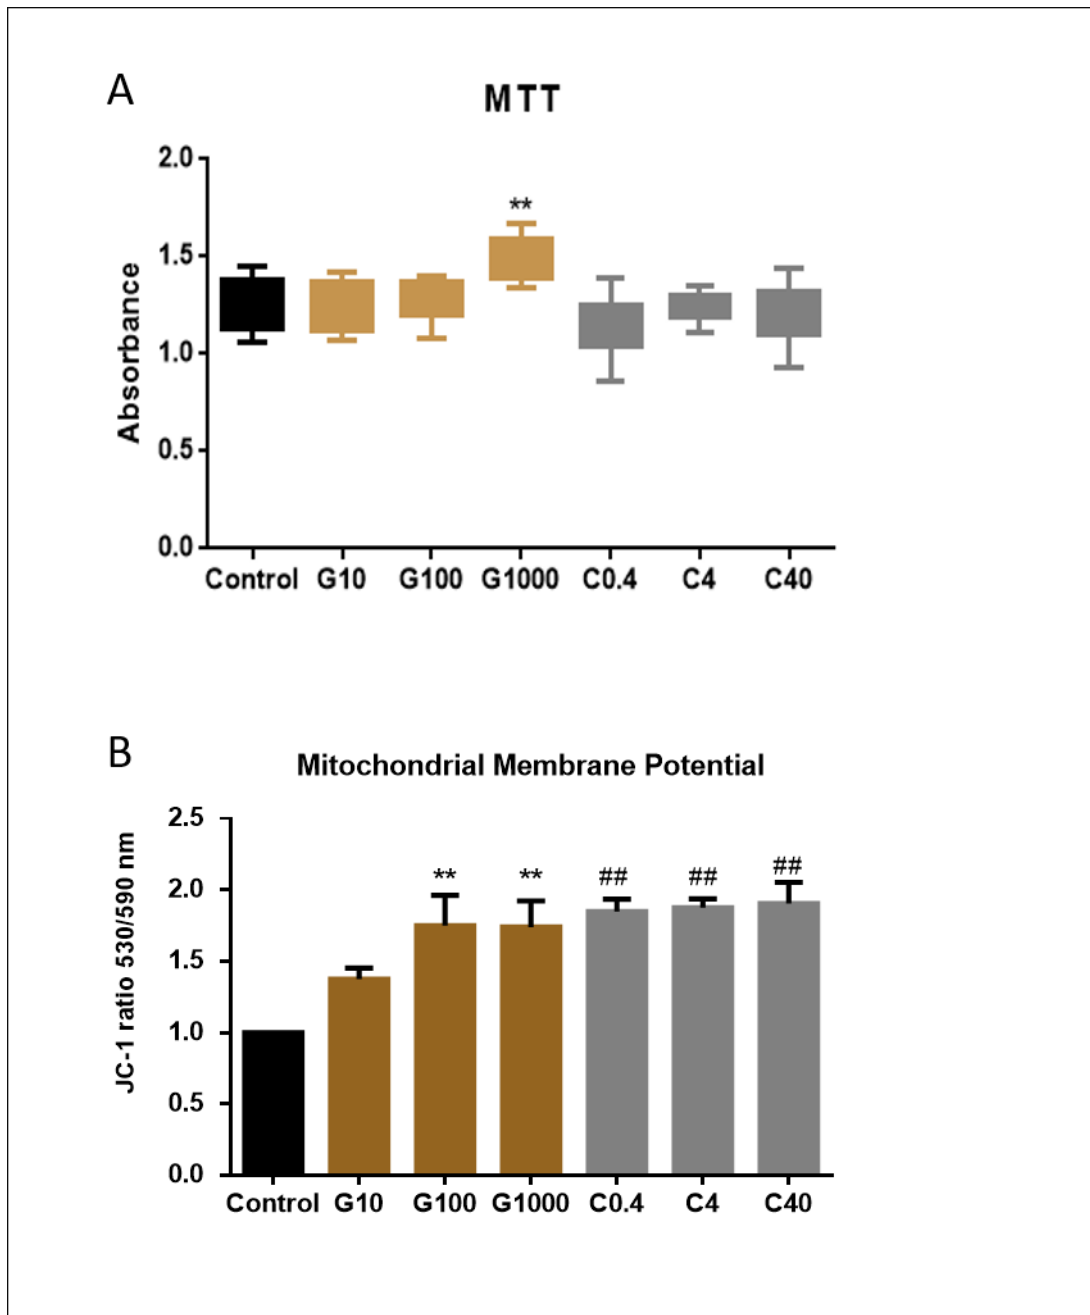 A
MTT
Absorbance
2.0
1.5
1.0
0.5
0.0
**
Control G10 G100 G1000 C0.4 C4 C40
B
Mitochondrial Membrane Potential
JC-1 ratio 530/590 nm
2.5
2.0
1.5
1.0
0.5
0.0
** ** ## ## ##
Control G10 G100 G1000 C0.4 C4 C40